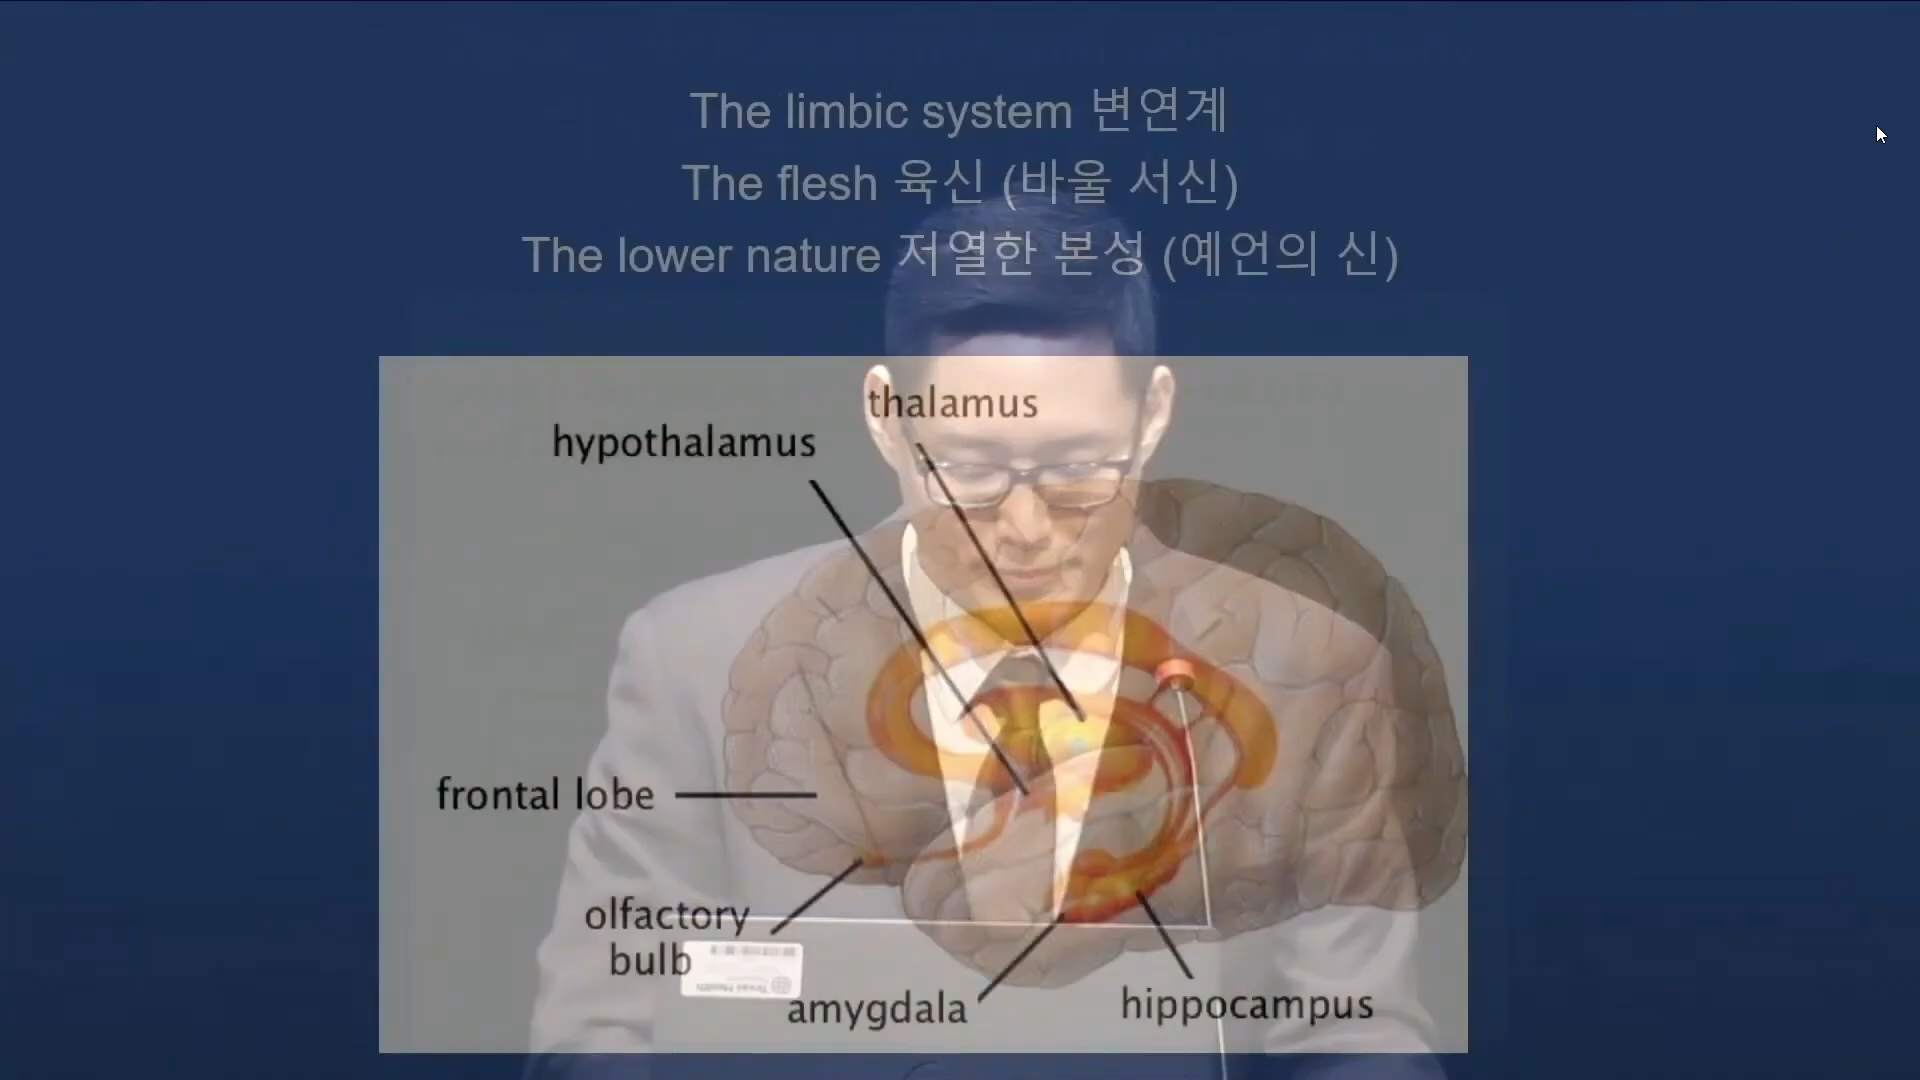 The limbic system 변연계
The flesh 육신 (바울 서신)
The lower nature 저열한 본성 (예언의 신)
thalamus
hypothalamus
frontal lobe
olfactory
bulb
amygdala
hippocampus